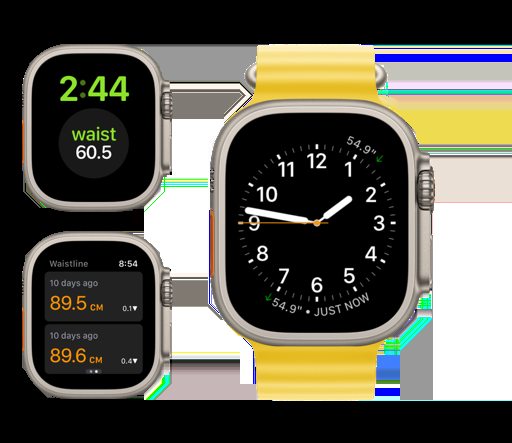 2:44
waist
60.5
Waistline 8:54
10 days ago
89.5 CM 0.1▼
10 days ago
89.6 CM 0.4▼
54.9" ↓
12
1
2
3
4
5
6
7
8
9
10
11
↓ 54.9" • JUST NOW